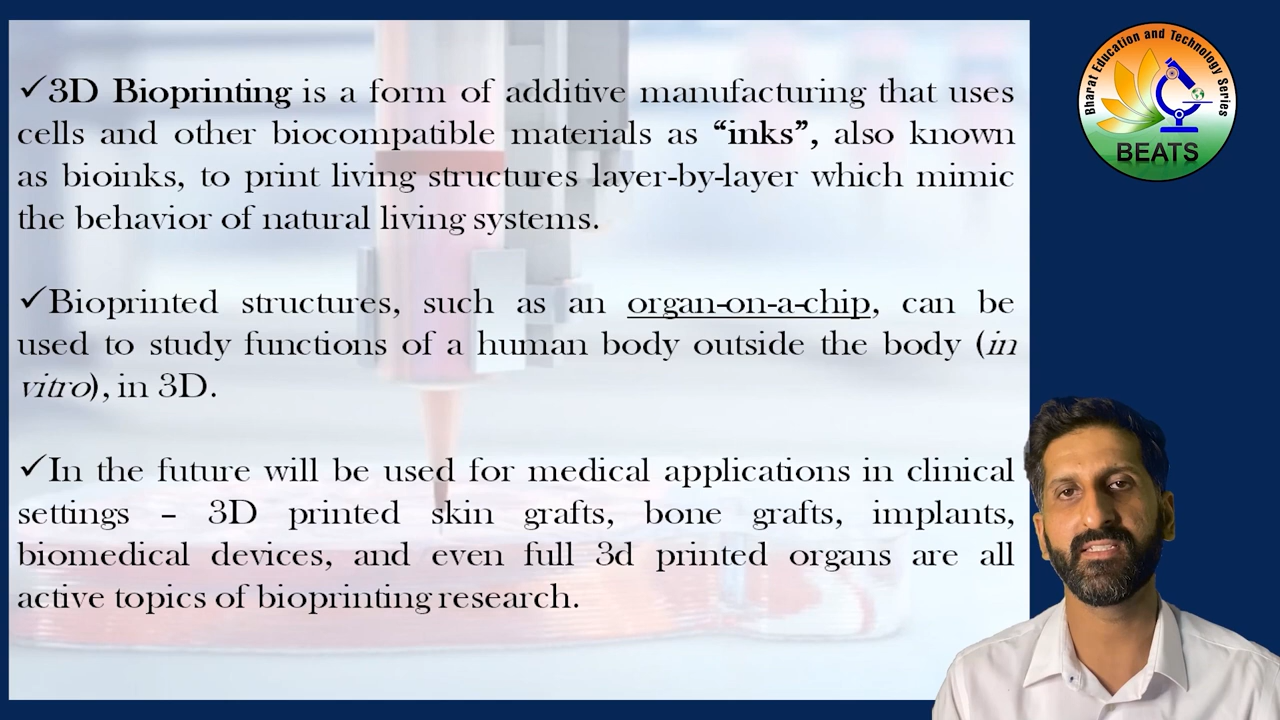 ✓3D Bioprinting is a form of additive manufacturing that uses
cells and other biocompatible materials as “inks”, also known
as bioinks, to print living structures layer-by-layer which mimic
the behavior of natural living systems.
✓Bioprinted structures, such as an organ-on-a-chip, can be
used to study functions of a human body outside the body (in
vitro), in 3D.
✓In the future will be used for medical applications in clinical
settings – 3D printed skin grafts, bone grafts, implants,
biomedical devices, and even full 3d printed organs are all
active topics of bioprinting research.
Bharat Education and Technology Series
BEATS